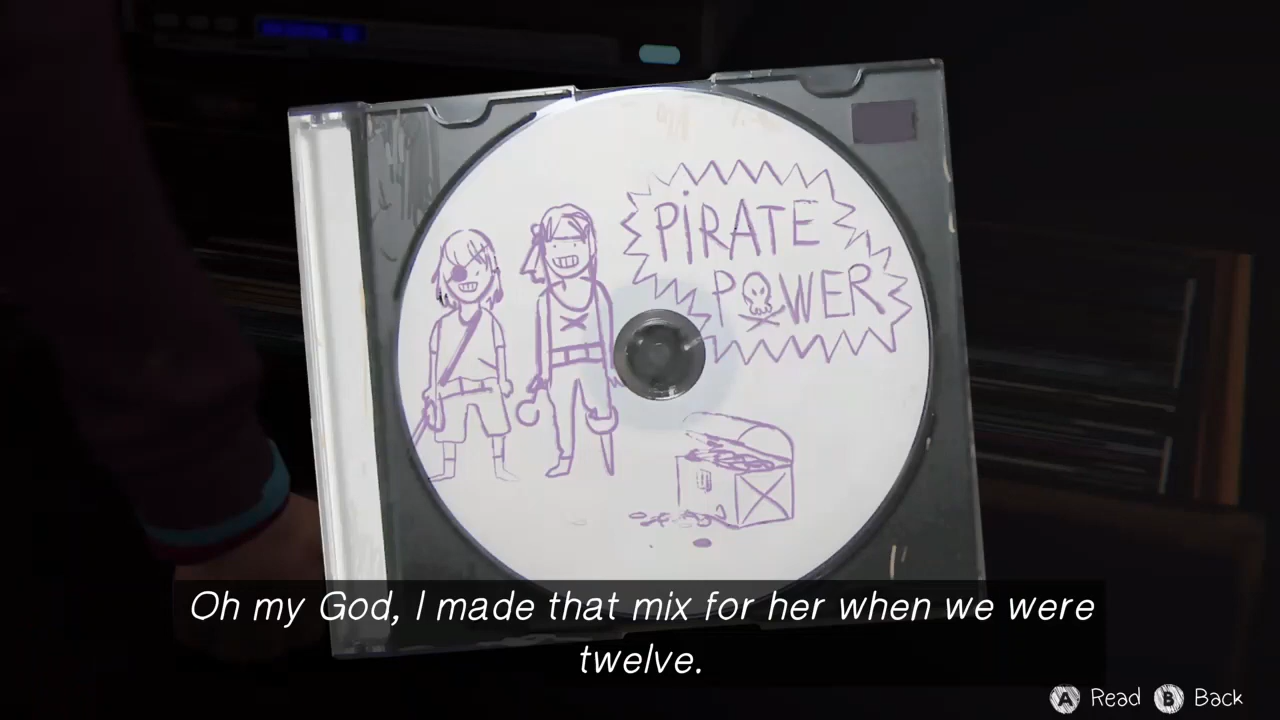 PiRATE
POWER
Oh my God, I made that mix for her when we were
twelve.
A Read B Back